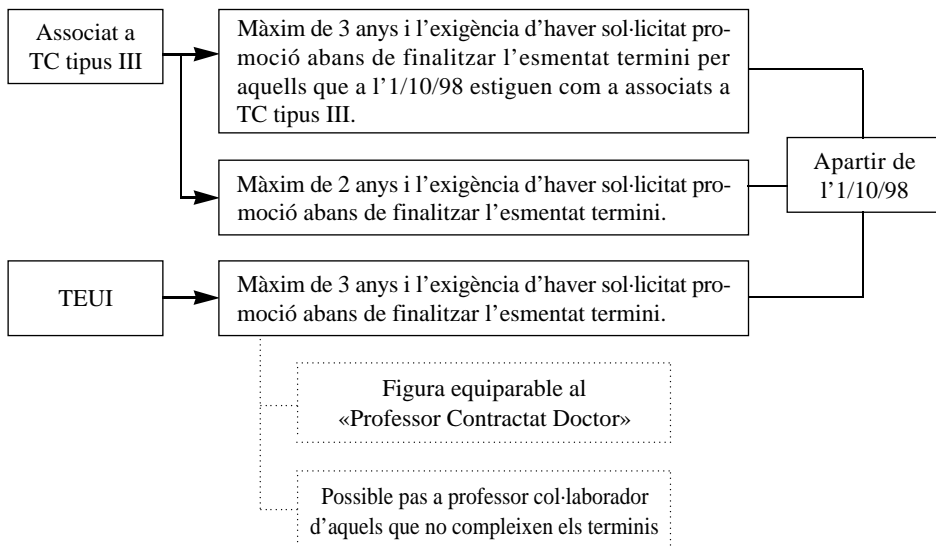 Associat a
TC tipus III
Màxim de 3 anys i l’exigència d’haver sol·licitat pro-
moció abans de finalitzar l’esmentat termini per
aquells que a l’1/10/98 estiguen com a associats a
TC tipus III.
Màxim de 2 anys i l’exigència d’haver sol·licitat pro-
moció abans de finalitzar l’esmentat termini.
Apartir de
l’1/10/98
TEUI
Màxim de 3 anys i l’exigència d’haver sol·licitat pro-
moció abans de finalitzar l’esmentat termini.
Figura equiparable al
«Professor Contractat Doctor»
Possible pas a professor col·laborador
d’aquels que no compleixen els terminis